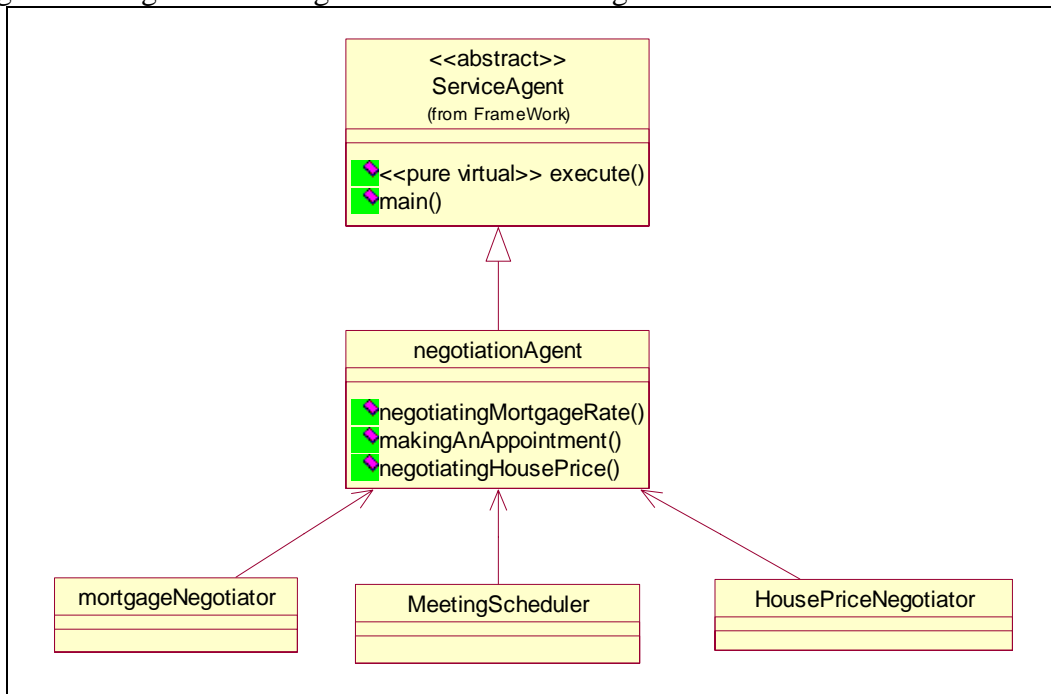 <<abstract>>
ServiceAgent
(from FrameWork)
<<pure virtual>> execute()
main()
negotiationAgent
negotiatingMortgageRate()
makingAnAppointment()
negotiatingHousePrice()
mortgageNegotiator
MeetingScheduler
HousePriceNegotiator